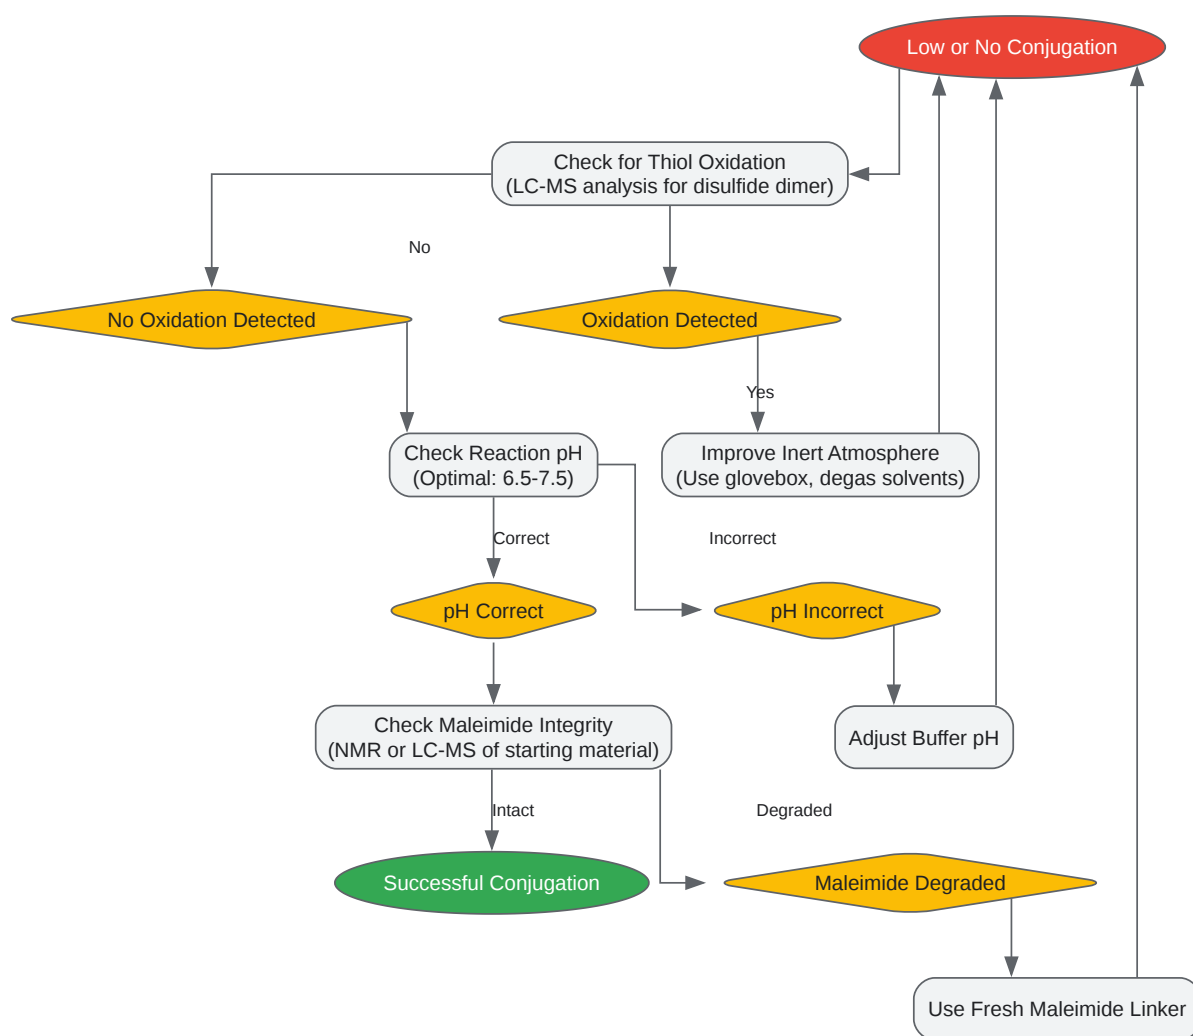 Low or No Conjugation
Check for Thiol Oxidation
(LC-MS analysis for disulfide dimer)
No
No Oxidation Detected
Oxidation Detected
Yes
Check Reaction pH
(Optimal: 6.5-7.5)
Improve Inert Atmosphere
(Use glovebox, degas solvents)
Correct
Incorrect
pH Correct
pH Incorrect
Check Maleimide Integrity
(NMR or LC-MS of starting material)
Adjust Buffer pH
Intact
Degraded
Successful Conjugation
Maleimide Degraded
Use Fresh Maleimide Linker